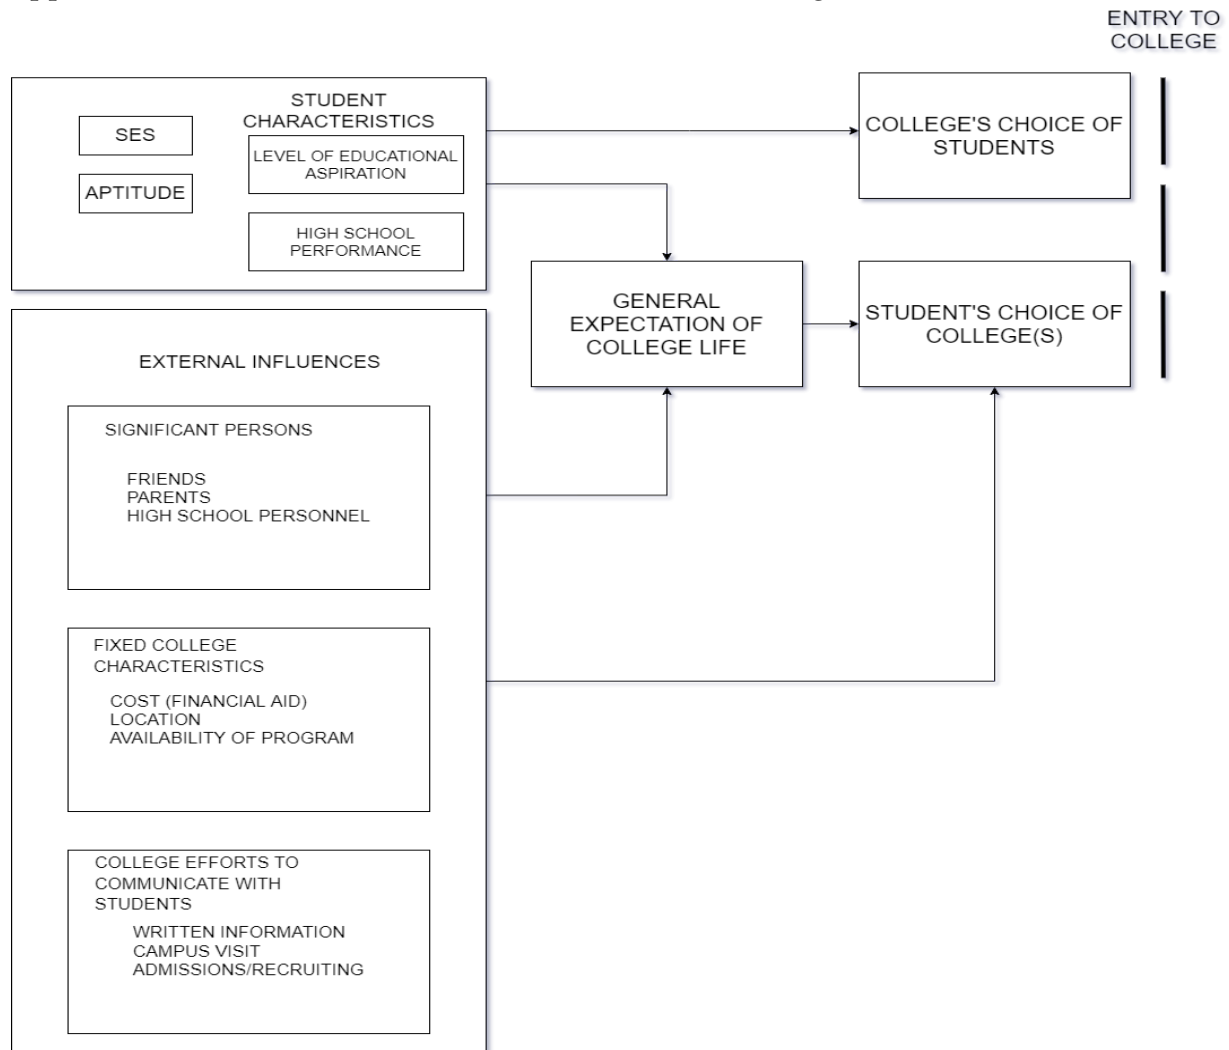 ENTRY TO
COLLEGE
STUDENT
CHARACTERISTICS
SES
APTITUDE
LEVEL OF EDUCATIONAL
ASPIRATION
HIGH SCHOOL
PERFORMANCE
COLLEGE'S CHOICE OF
STUDENTS
GENERAL
EXPECTATION OF
COLLEGE LIFE
STUDENT'S CHOICE OF
COLLEGE(S)
EXTERNAL INFLUENCES
SIGNIFICANT PERSONS
FRIENDS
PARENTS
HIGH SCHOOL PERSONNEL
FIXED COLLEGE
CHARACTERISTICS
COST (FINANCIAL AID)
LOCATION
AVAILABILITY OF PROGRAM
COLLEGE EFFORTS TO
COMMUNICATE WITH
STUDENTS
WRITTEN INFORMATION
CAMPUS VISIT
ADMISSIONS/RECRUITING